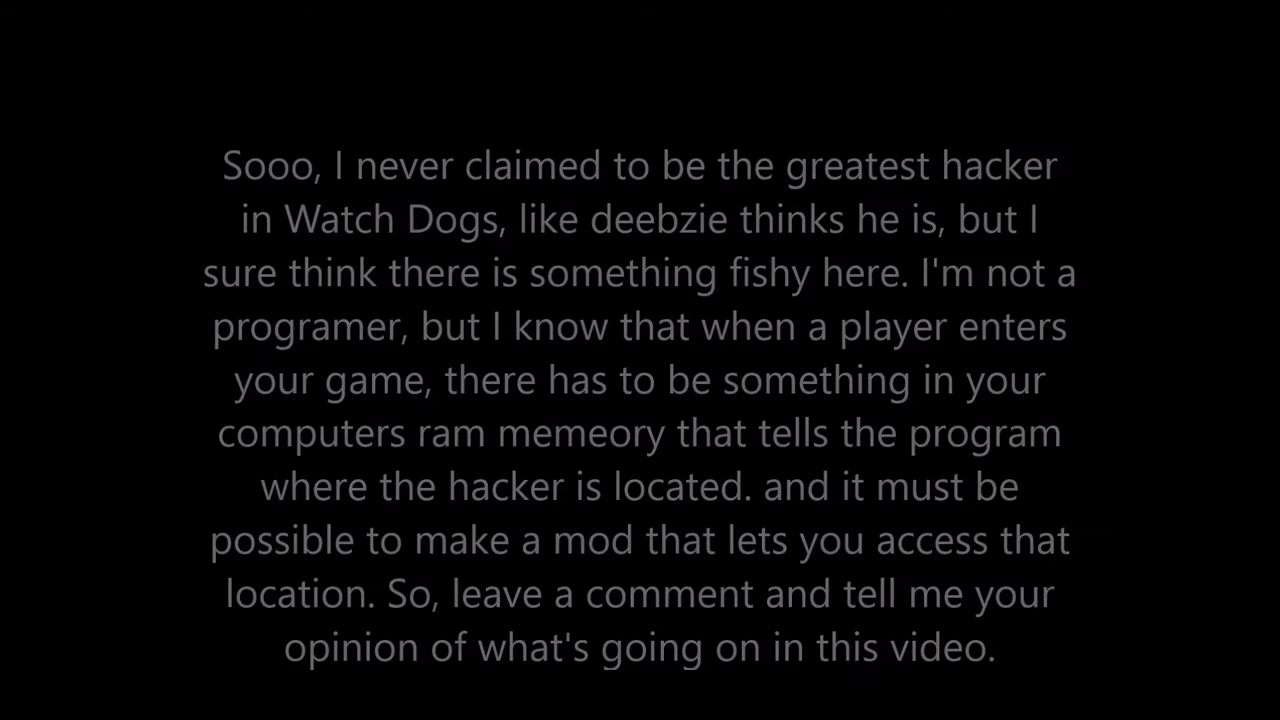 Sooo, I never claimed to be the greatest hacker
in Watch Dogs, like deebzie thinks he is, but I
sure think there is something fishy here. I'm not a
programer, but I know that when a player enters
your game, there has to be something in your
computers ram memeory that tells the program
where the hacker is located. and it must be
possible to make a mod that lets you access that
location. So, leave a comment and tell me your
opinion of what's going on in this video.